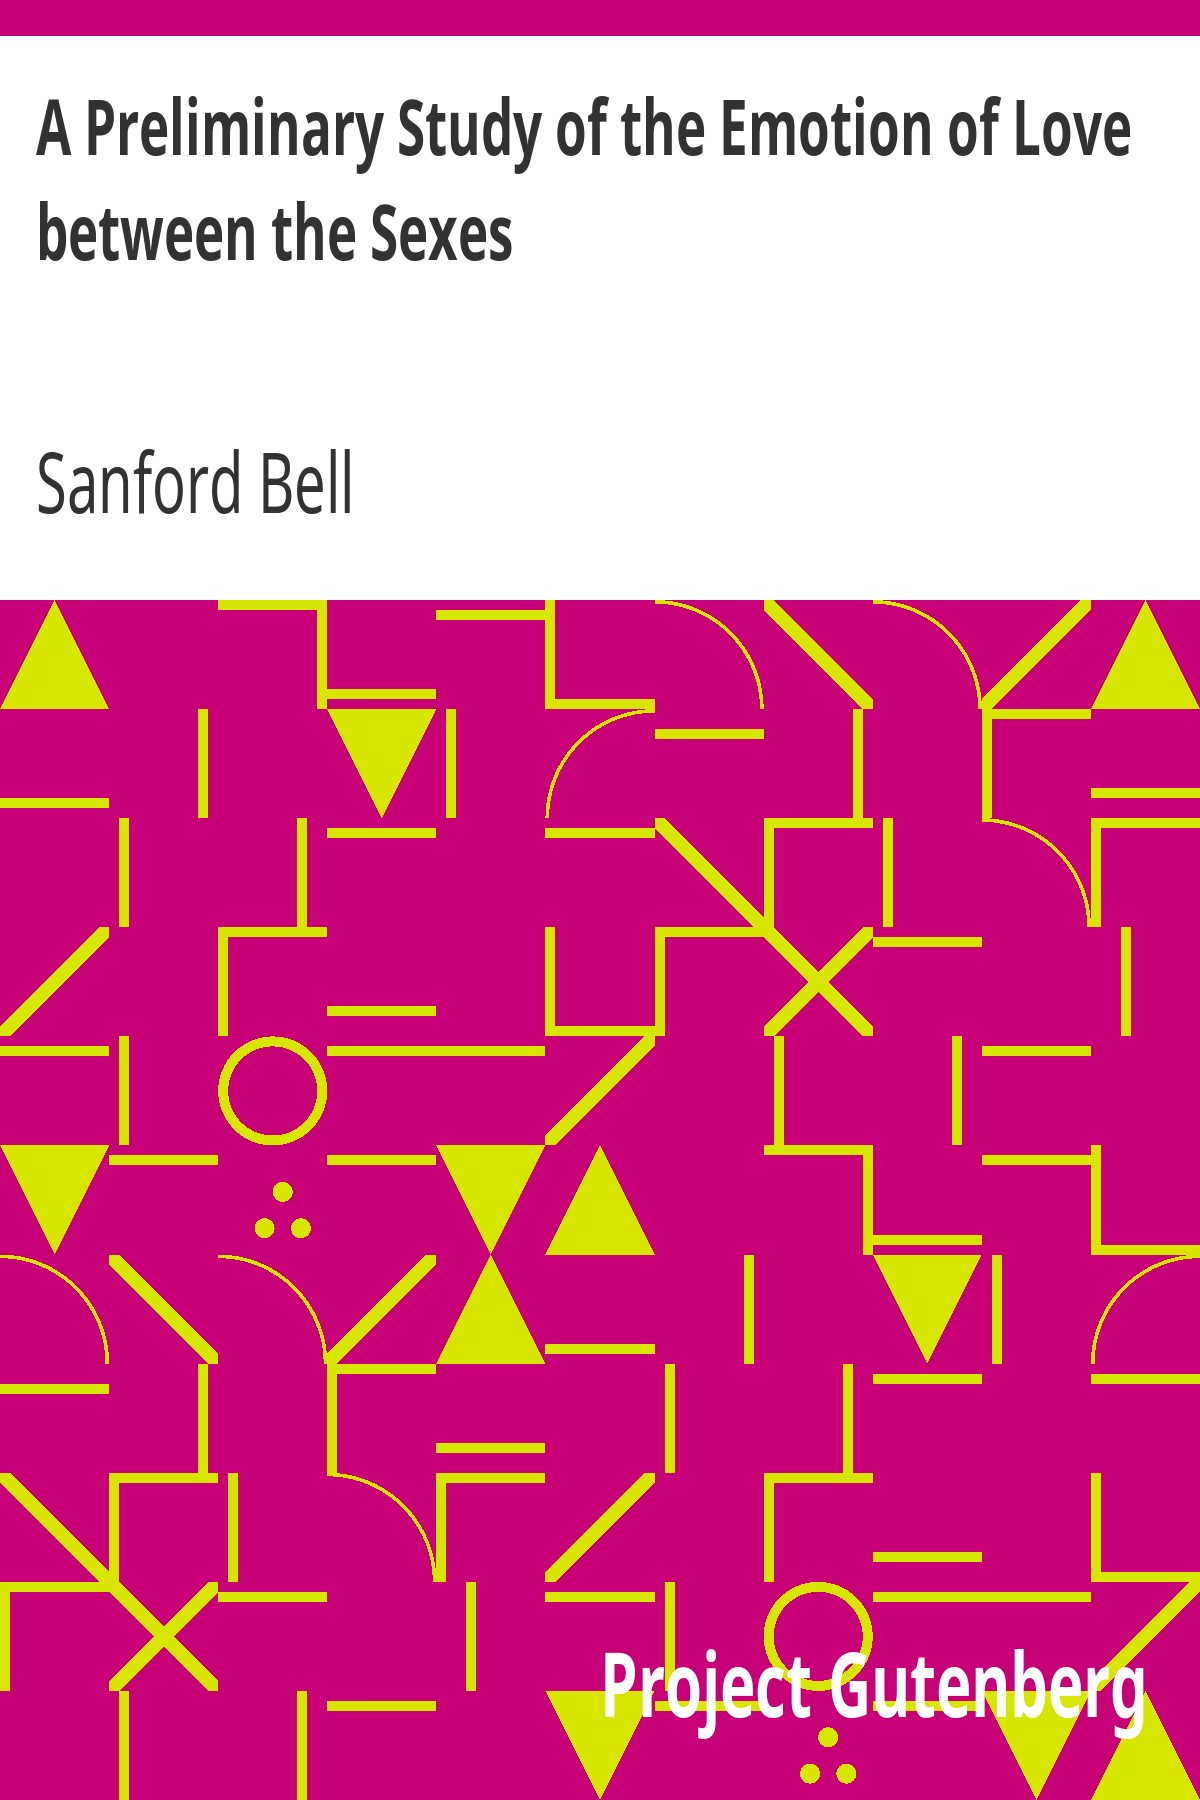 A Preliminary Study of the Emotion of Love
between the Sexes
Sanford Bell
Project Gutenberg